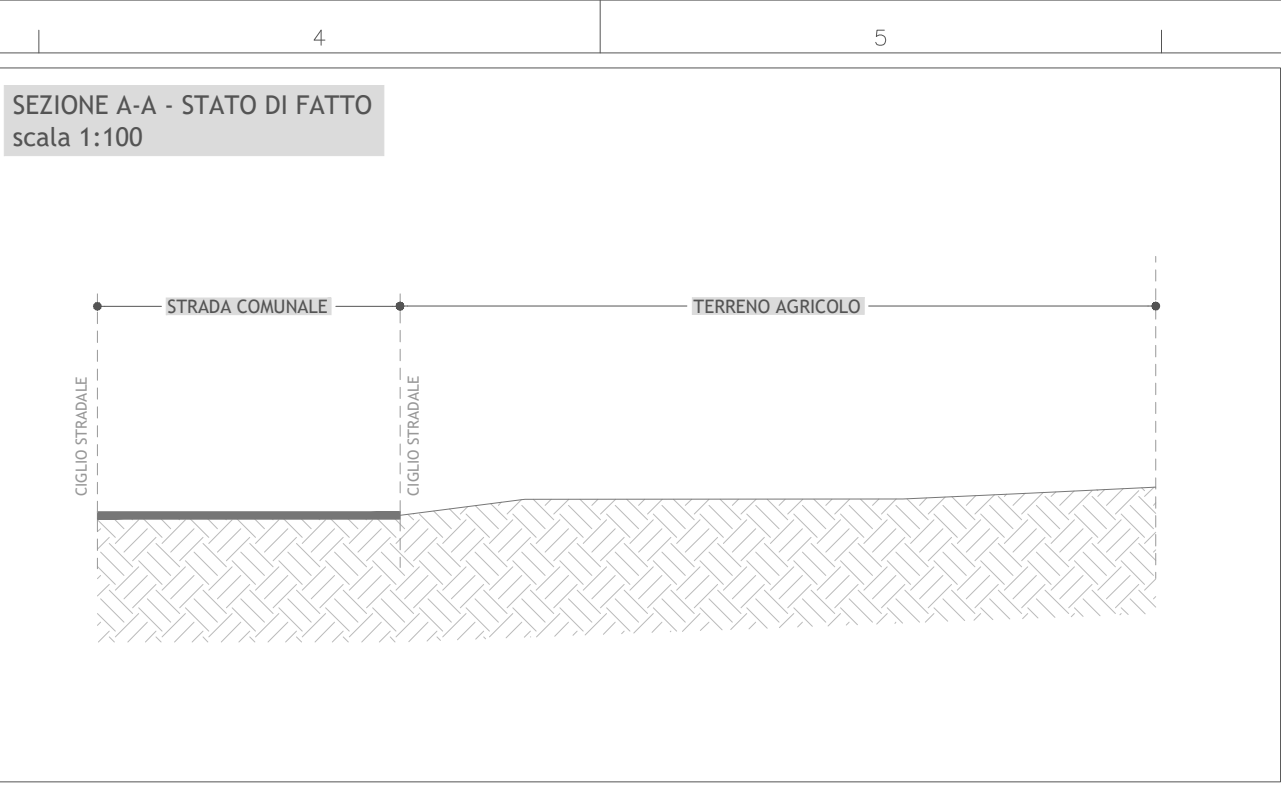 4
5
SEZIONE A-A - STATO DI FATTO
scala 1:100
STRADA COMUNALE
TERRENO AGRICOLO
CIGLIO STRADALE
CIGLIO STRADALE